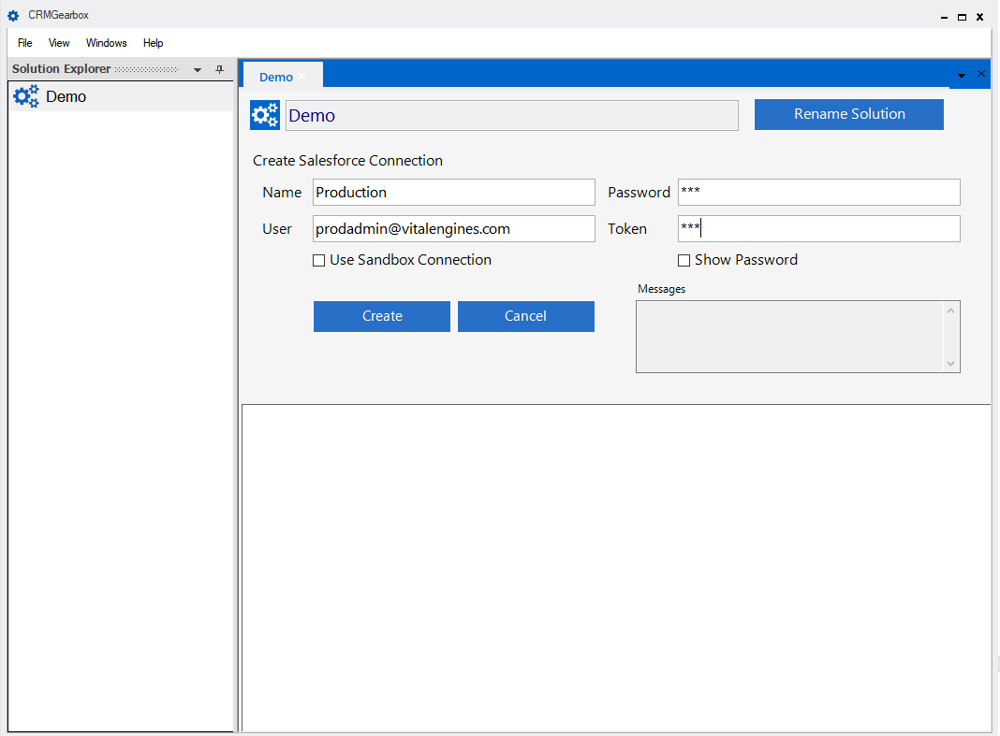 CRMGearbox
File View Windows Help
Solution Explorer
Demo
Demo
Demo
Rename Solution
Create Salesforce Connection
Name Production Password ***
User prodadmin@vitalengines.com Token ***
Use Sandbox Connection Show Password
Messages
Create Cancel